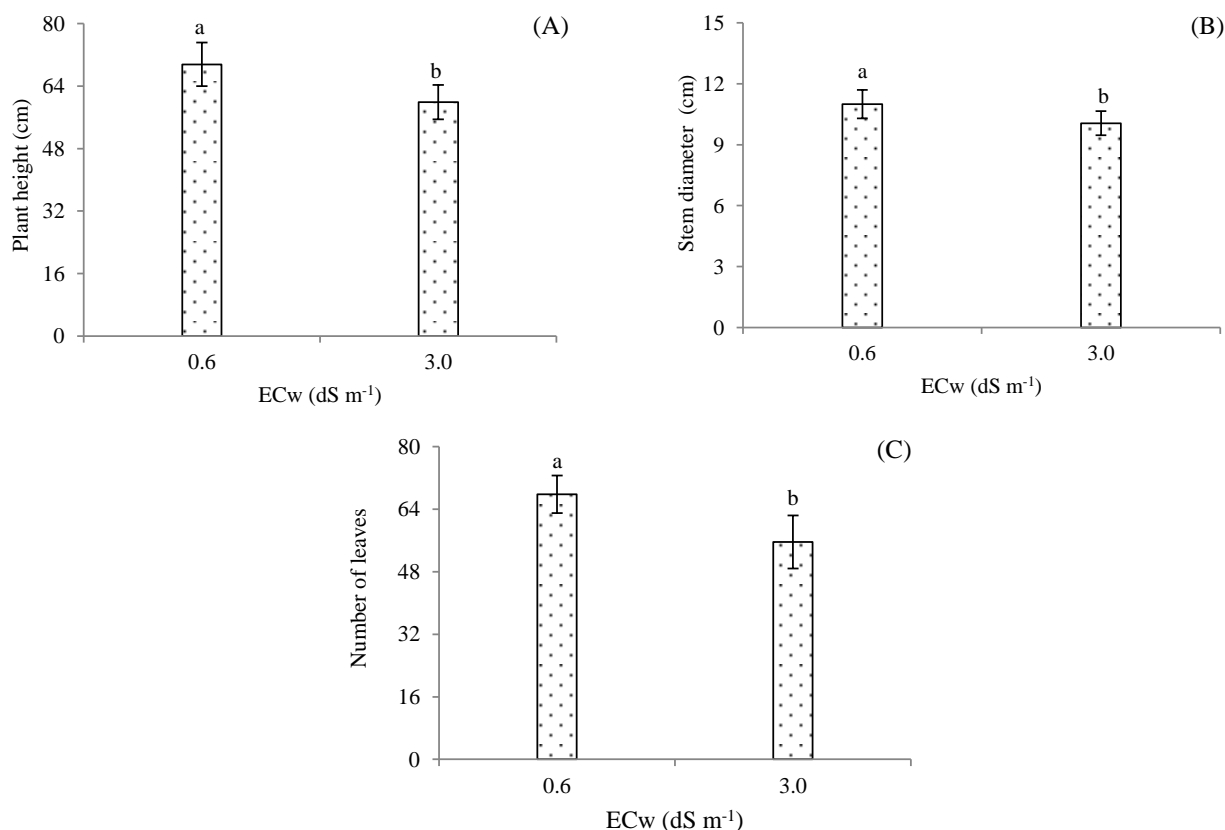 (A)
Plant height (cm)
80
64
48
32
16
0
a
b
0.6
3.0
ECw (dS m⁻¹)
(B)
Stem diameter (cm)
15
12
9
6
3
0
a
b
0.6
3.0
ECw (dS m⁻¹)
(C)
Number of leaves
80
64
48
32
16
0
a
b
0.6
3.0
ECw (dS m⁻¹)